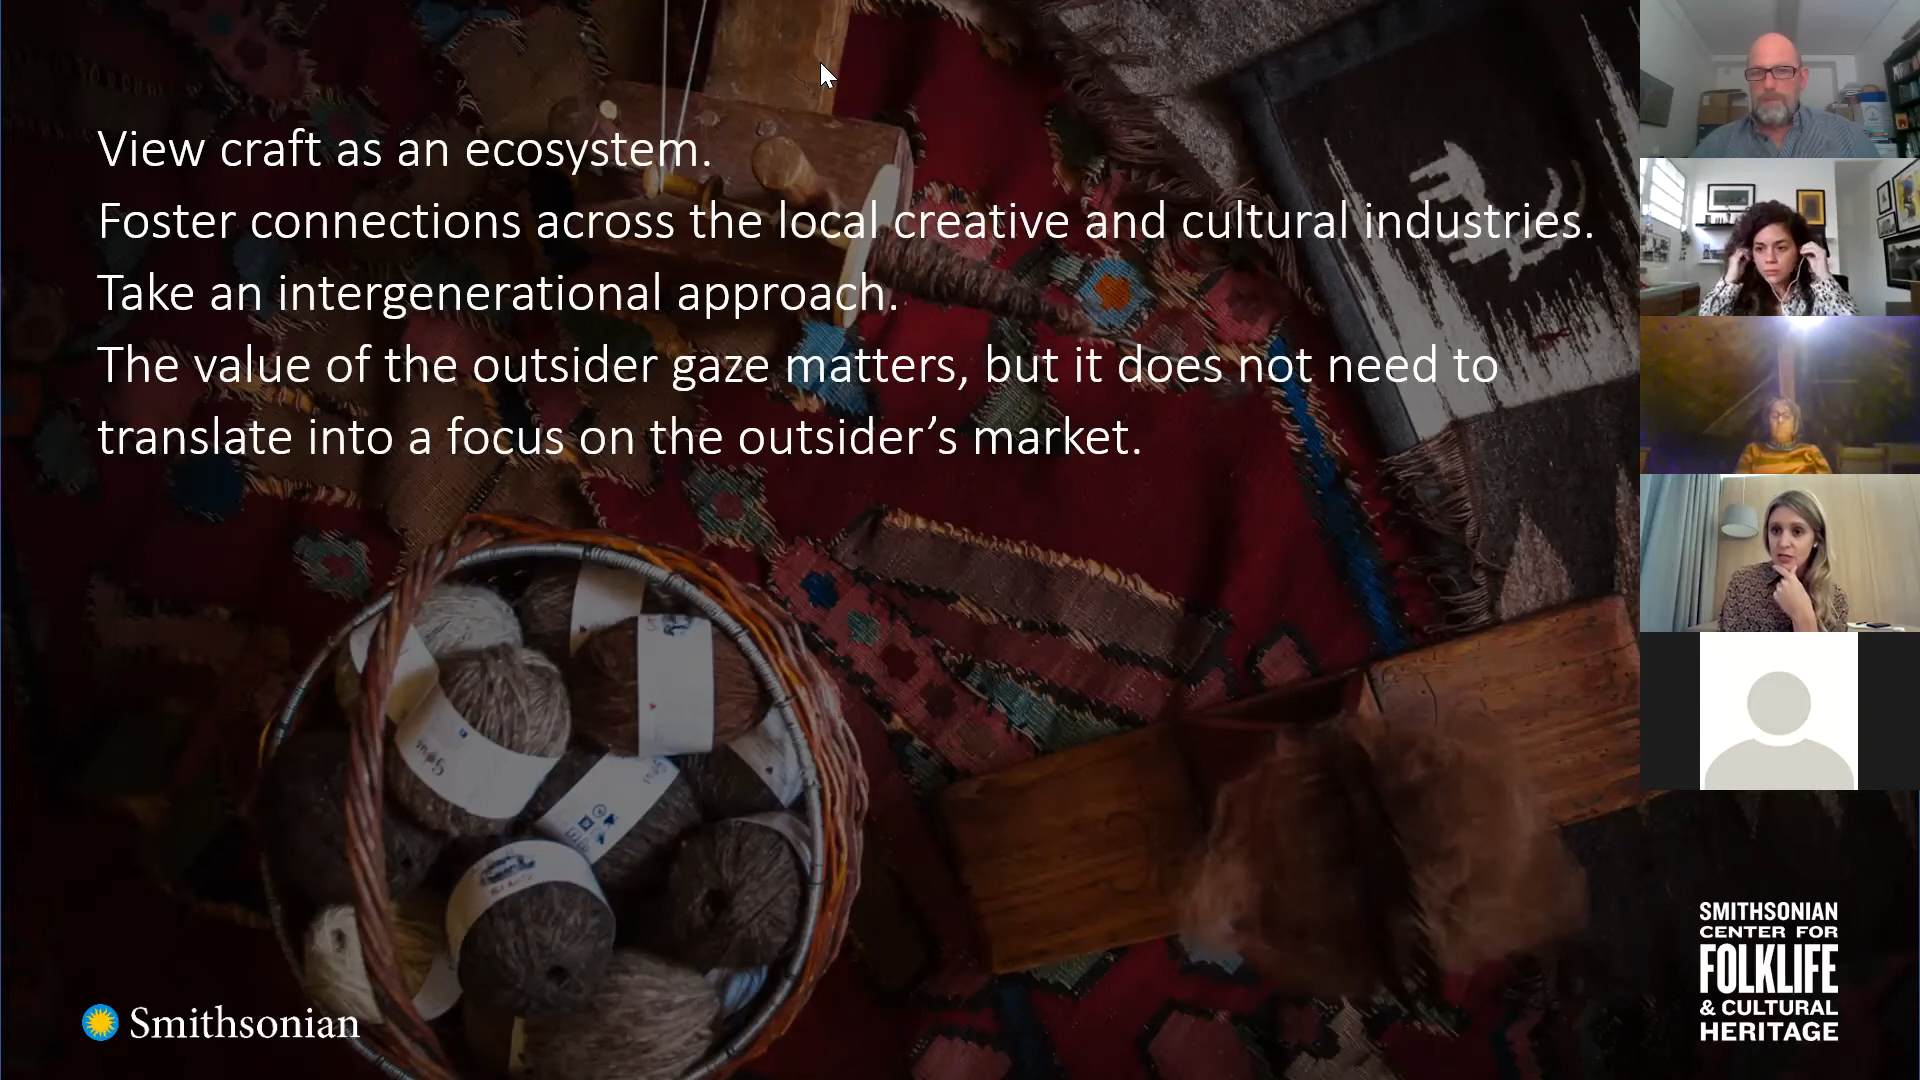 View craft as an ecosystem.
Foster connections across the local creative and cultural industries.
Take an intergenerational approach.
The value of the outsider gaze matters, but it does not need to
translate into a focus on the outsider’s market.
Smithsonian
SMITHSONIAN
CENTER FOR
FOLKLIFE
& CULTURAL
HERITAGE